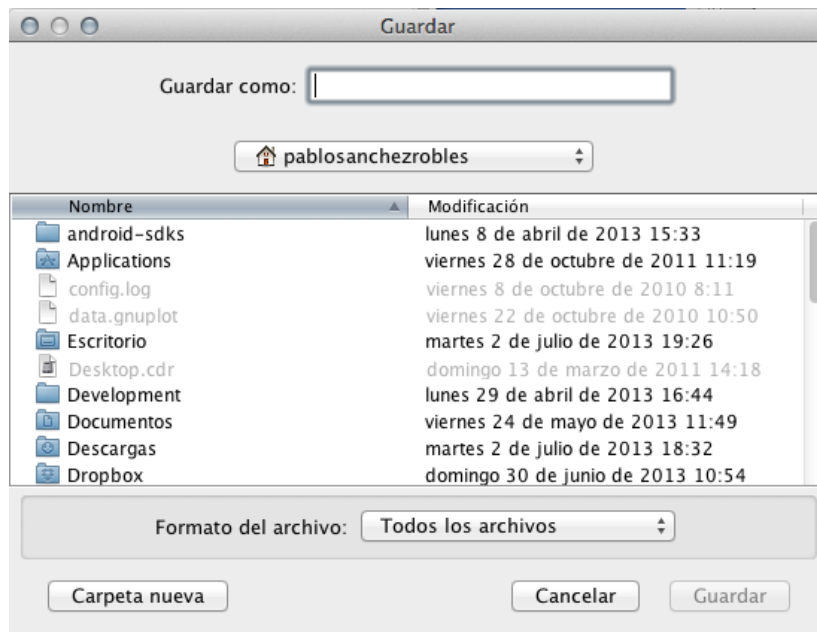 Guardar
Guardar como:
pablosanchezrobles
Nombre Modificación
android-sdks lunes 8 de abril de 2013 15:33
Applications viernes 28 de octubre de 2011 11:19
config.log viernes 8 de octubre de 2010 8:11
data.gnuplot viernes 22 de octubre de 2010 10:50
Escritorio martes 2 de julio de 2013 19:26
Desktop.cdr domingo 13 de marzo de 2011 14:18
Development lunes 29 de abril de 2013 16:44
Documentos viernes 24 de mayo de 2013 11:49
Descargas martes 2 de julio de 2013 18:32
Dropbox domingo 30 de junio de 2013 10:54
Formato del archivo: Todos los archivos
Carpeta nueva Cancelar Guardar